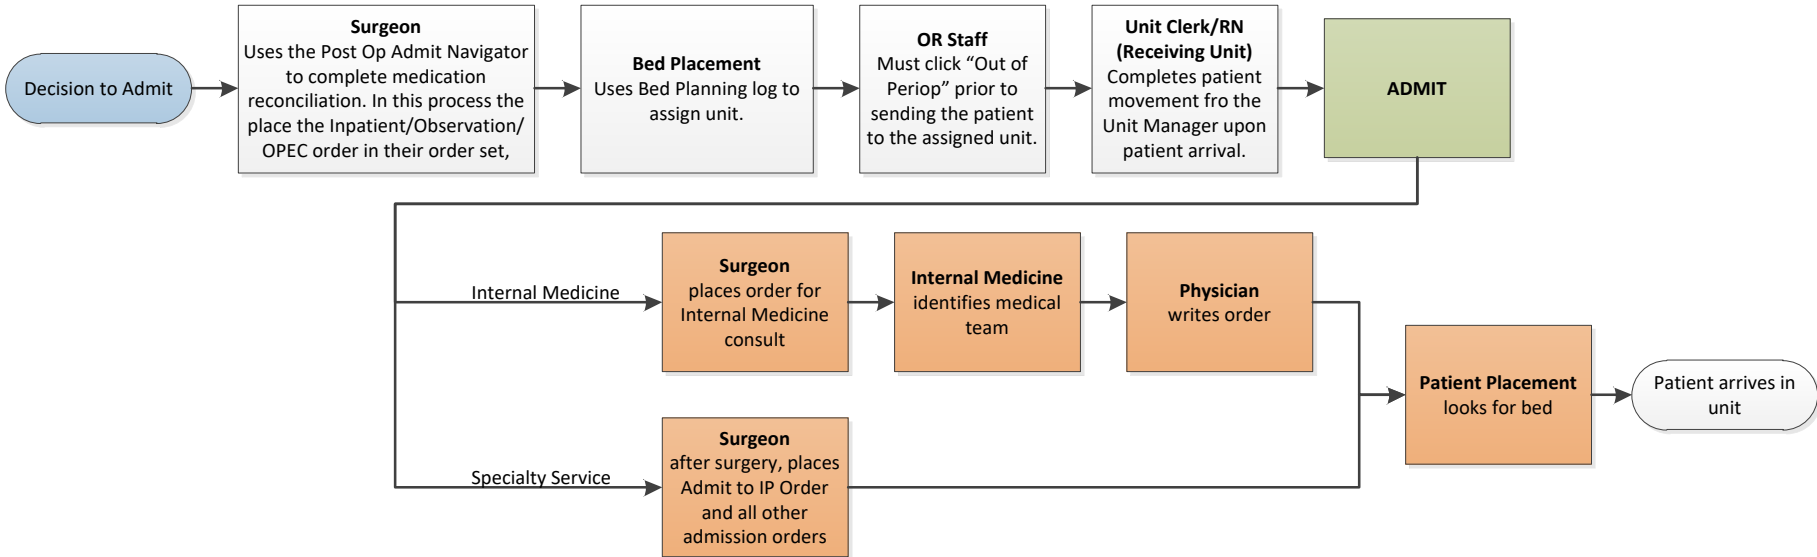 Decision to Admit
Surgeon
Uses the Post Op Admit Navigator
to complete medication
reconciliation. In this process the
place the Inpatient/Observation/
OPEC order in their order set,
Bed Placement
Uses Bed Planning log to
assign unit.
OR Staff
Must click “Out of
Periop” prior to
sending the patient
to the assigned unit.
Unit Clerk/RN
(Receiving Unit)
Completes patient
movement fro the
Unit Manager upon
patient arrival.
ADMIT
Internal Medicine
Surgeon
places order for
Internal Medicine
consult
Internal Medicine
identifies medical
team
Physician
writes order
Specialty Service
Surgeon
after surgery, places
Admit to IP Order
and all other
admission orders
Patient Placement
looks for bed
Patient arrives in
unit